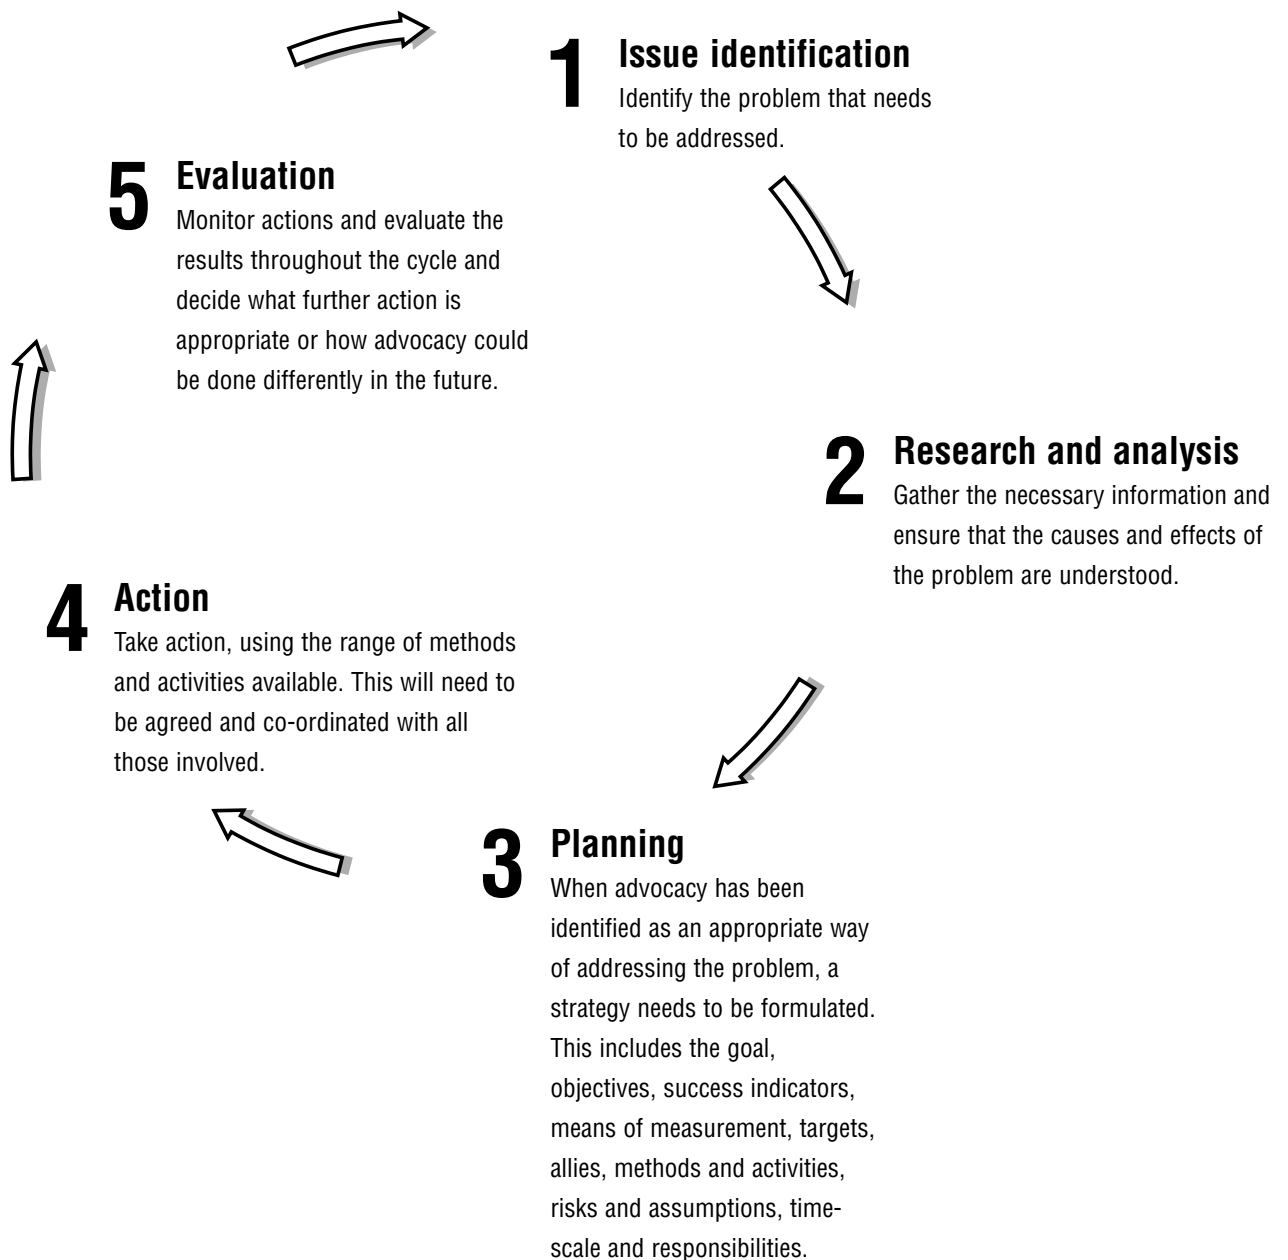 1 Issue identification
Identify the problem that needs
to be addressed.
2 Research and analysis
Gather the necessary information and
ensure that the causes and effects of
the problem are understood.
3 Planning
When advocacy has been
identified as an appropriate way
of addressing the problem, a
strategy needs to be formulated.
This includes the goal,
objectives, success indicators,
means of measurement, targets,
allies, methods and activities,
risks and assumptions, time-
scale and responsibilities.
4 Action
Take action, using the range of methods
and activities available. This will need to
be agreed and co-ordinated with all
those involved.
5 Evaluation
Monitor actions and evaluate the
results throughout the cycle and
decide what further action is
appropriate or how advocacy could
be done differently in the future.